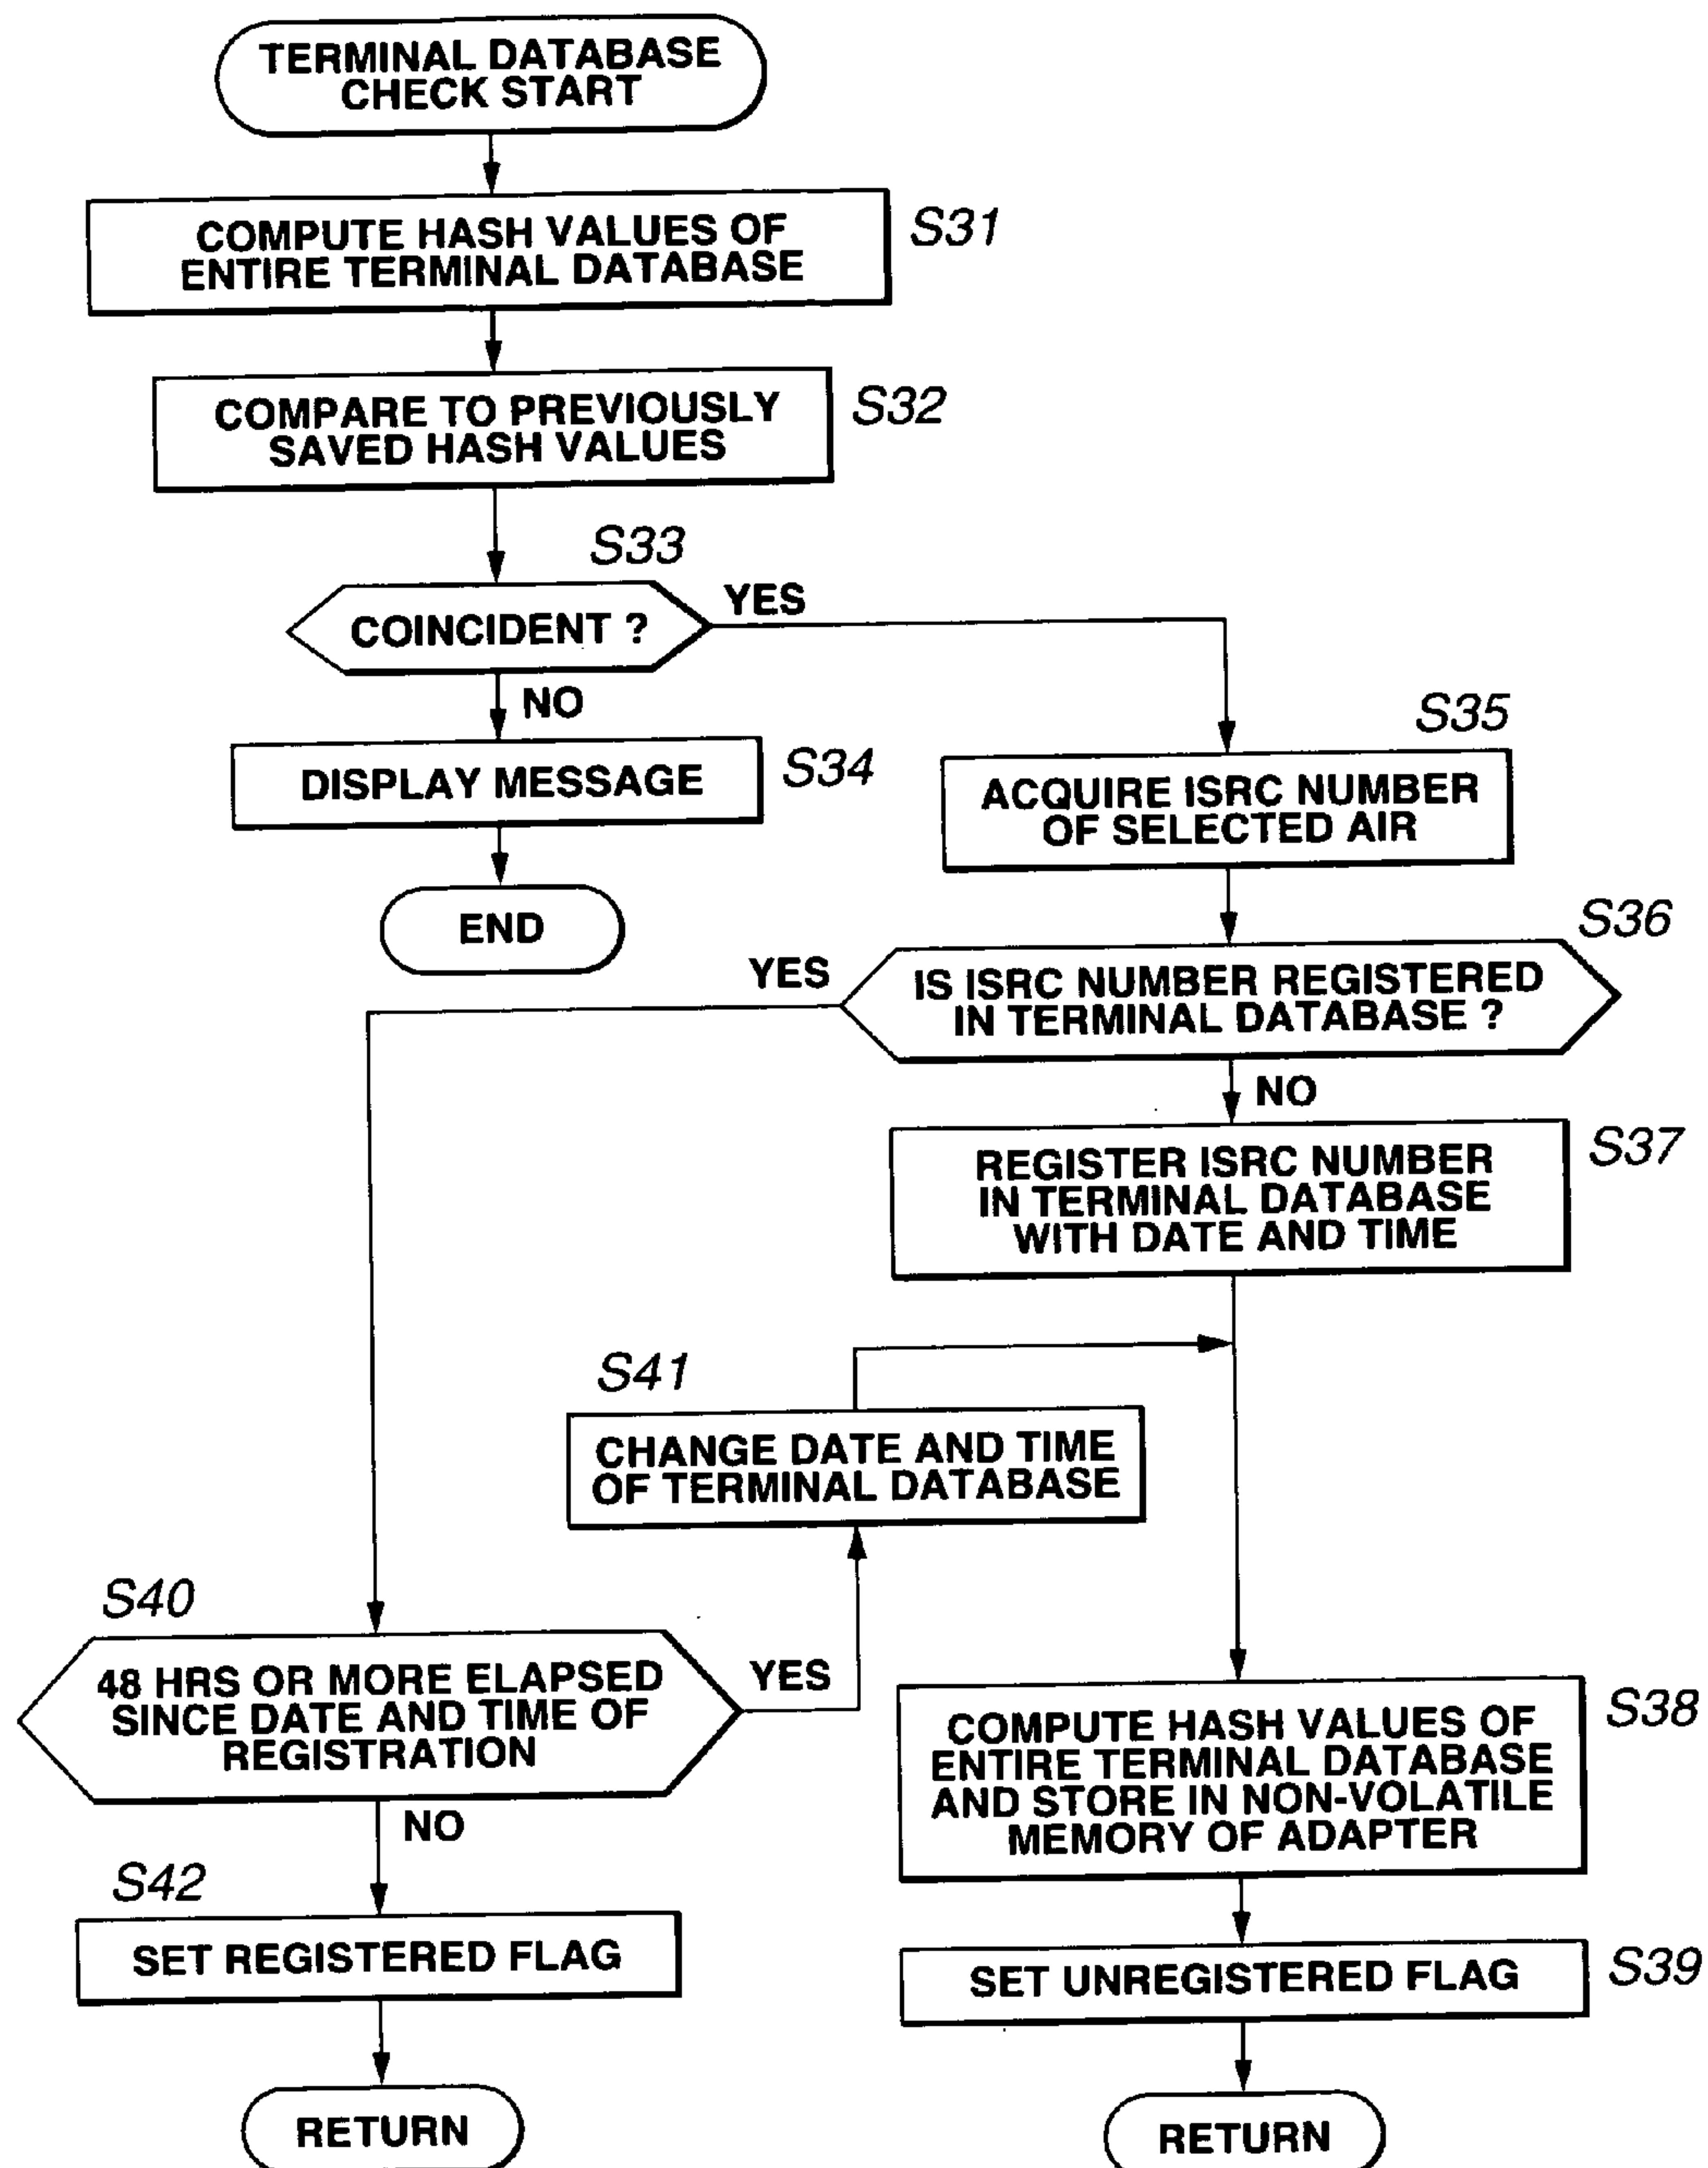 TERMINAL DATABASE
CHECK START
COMPUTE HASH VALUES OF
ENTIRE TERMINAL DATABASE
S31
COMPARE TO PREVIOUSLY
SAVED HASH VALUES
S32
S33
COINCIDENT ?
YES
NO
DISPLAY MESSAGE
S34
END
S35
ACQUIRE ISRC NUMBER
OF SELECTED AIR
S36
YES
IS ISRC NUMBER REGISTERED
IN TERMINAL DATABASE ?
NO
REGISTER ISRC NUMBER
IN TERMINAL DATABASE
WITH DATE AND TIME
S37
S41
CHANGE DATE AND TIME
OF TERMINAL DATABASE
S40
48 HRS OR MORE ELAPSED
SINCE DATE AND TIME OF
REGISTRATION
YES
NO
COMPUTE HASH VALUES OF
ENTIRE TERMINAL DATABASE
AND STORE IN NON-VOLATILE
MEMORY OF ADAPTER
S38
S42
SET REGISTERED FLAG
SET UNREGISTERED FLAG
S39
RETURN
RETURN